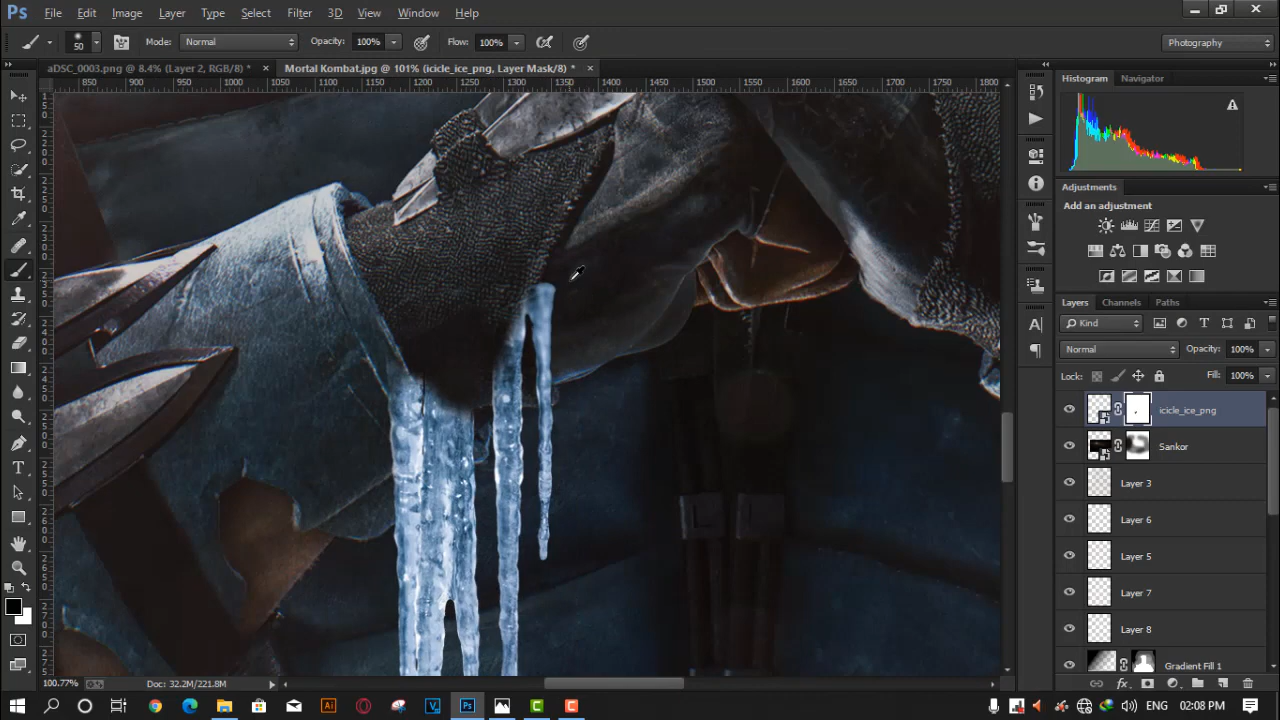 Ps File Edit Image Layer Type Select Filter 3D View Window Help
50 Mode: Normal Opacity: 100% Flow: 100% Photography
aDSC_0003.png @ 8.4% (Layer 2, RGB/8) * × Mortal Kombat.jpg @ 101% (icicle_ice_png, Layer Mask/8) * ×
850 900 950 1000 1050 1100 1150 1200 1250 1300 1350 1400 1450 1500 1550 1600 1650 1700 1750 1800
Histogram Navigator
Adjustments
Add an adjustment
Layers Channels Paths
Kind
Normal Opacity: 100%
Lock: Fill: 100%
icicle_ice_png
Sankor
Layer 3
Layer 6
Layer 5
Layer 7
Layer 8
Gradient Fill 1
100.77% Doc: 32.2M/221.8M
Ai Ps ENG 02:08 PM